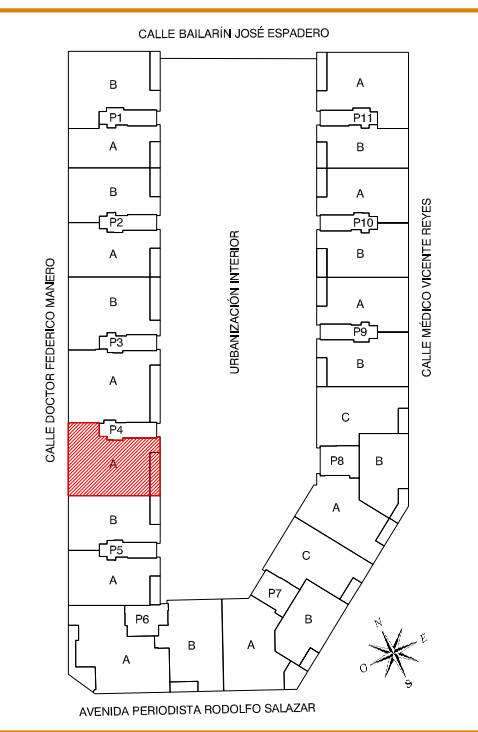 CALLE BAILARÍN JOSÉ ESPADERO
B
A
P1
P11
A
B
B
A
P2
P10
A
B
CALLE DOCTOR FEDERICO MANERO
URBANIZACIÓN INTERIOR
CALLE MÉDICO VICENTE REYES
B
A
P3
P9
A
B
C
P4
A
P8
B
A
B
P5
C
A
P7
P6
B
A
B
A
N
E
O
S
AVENIDA PERIODISTA RODOLFO SALAZAR